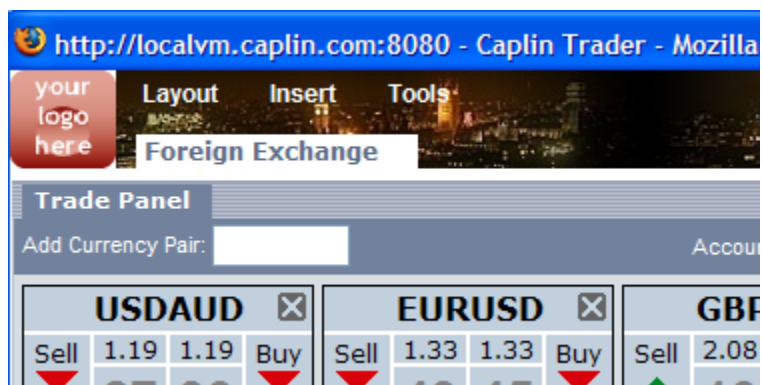 http://localvm.caplin.com:8080 - Caplin Trader - Mozilla
your
logo
here
Layout Insert Tools
Foreign Exchange
Trade Panel
Add Currency Pair:
USDAUD EURUSD
Sell 1.19 1.19 Buy Sell 1.33 1.33 Buy Sell 2.08